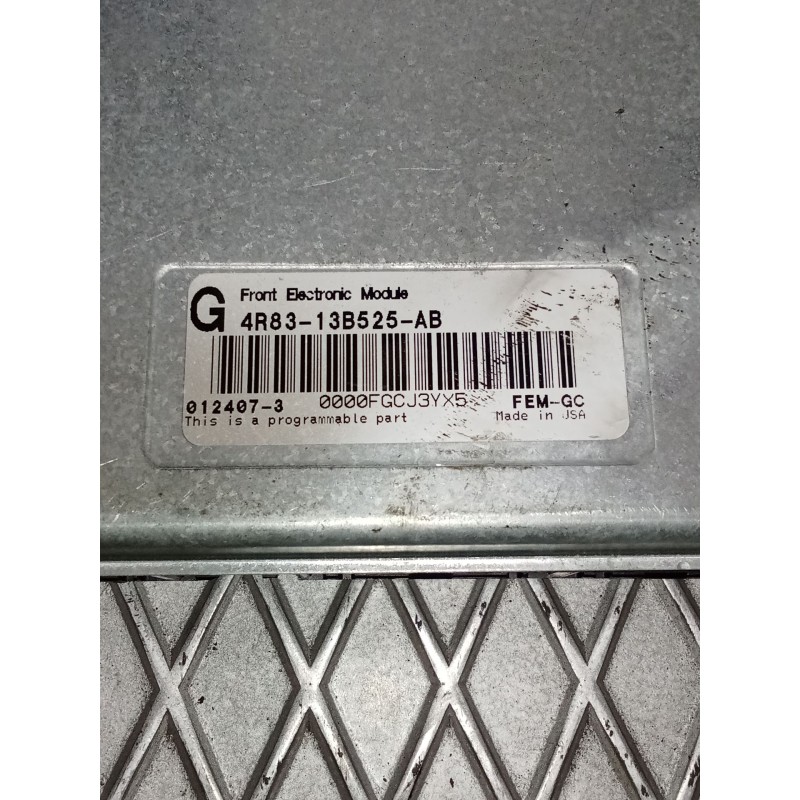 G Front Electronic Module
4R83-13B525-AB
012407-3 0000FGCJ3YX5 FEM-GC
This is a programmable part Made in USA